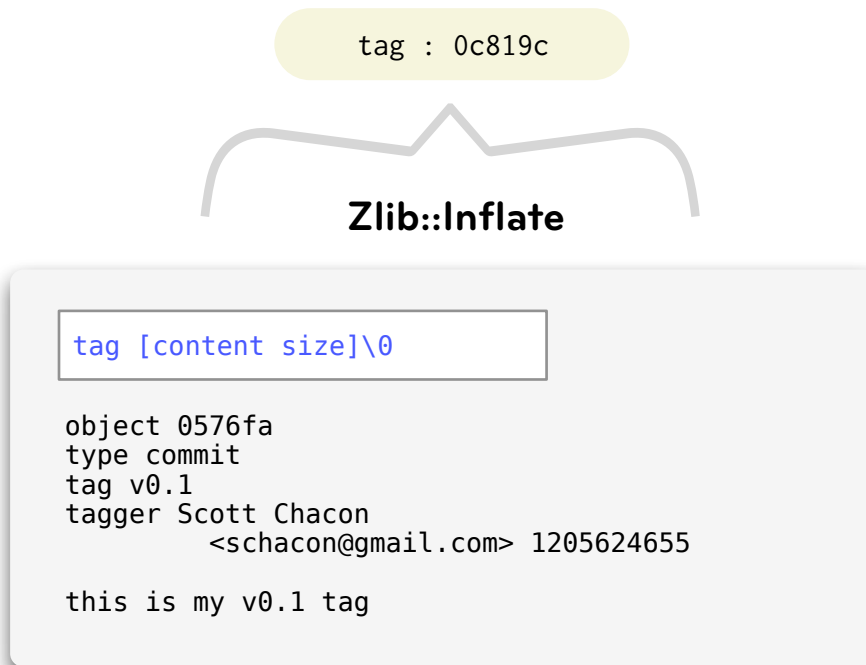 tag : 0c819c
Zlib::Inflate
tag [content size]\0
object 0576fa
type commit
tag v0.1
tagger Scott Chacon
<schacon@gmail.com> 1205624655
this is my v0.1 tag